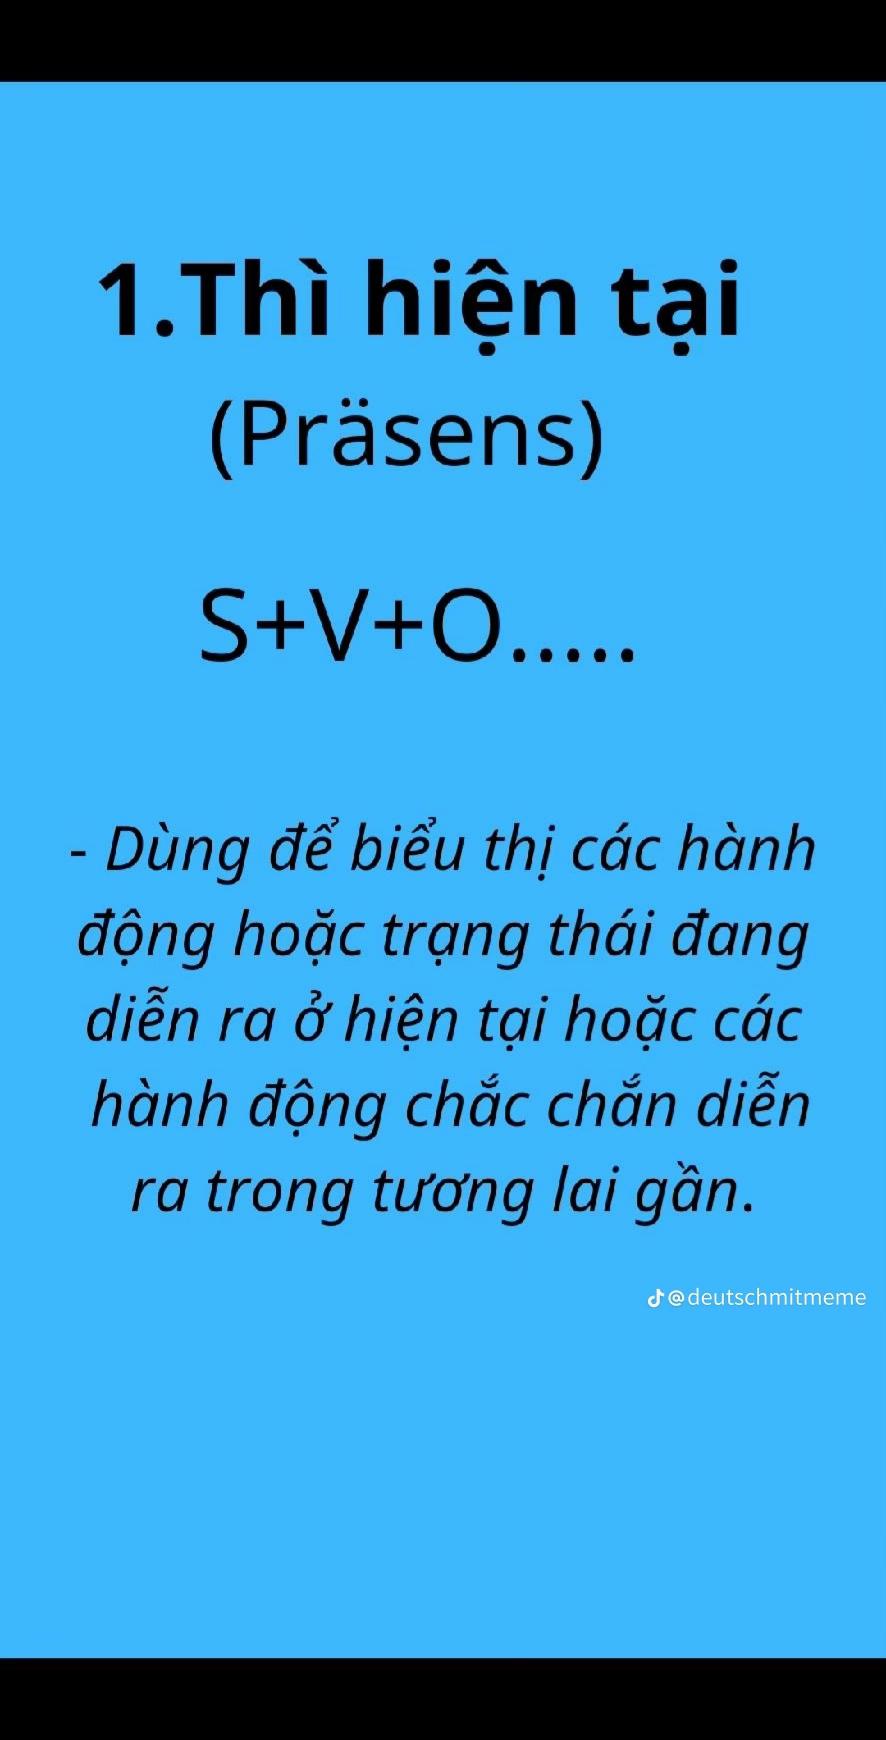 1.Thì hiện tại
(Präsens)
S+V+O.....
- Dùng để biểu thị các hành
động hoặc trạng thái đang
diễn ra ở hiện tại hoặc các
hành động chắc chắn diễn
ra trong tương lai gần.
@deutschmitmeme